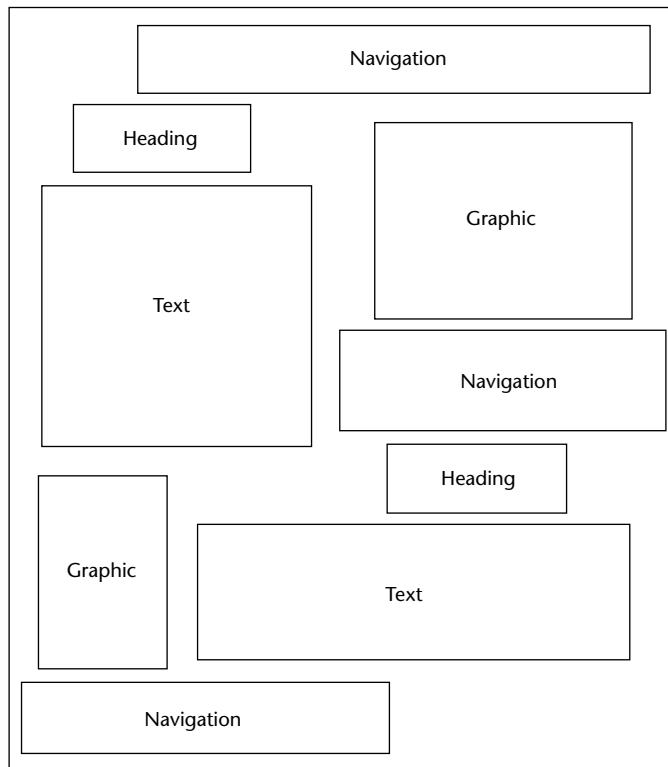 Navigation
Heading
Graphic
Text
Navigation
Heading
Graphic
Text
Navigation